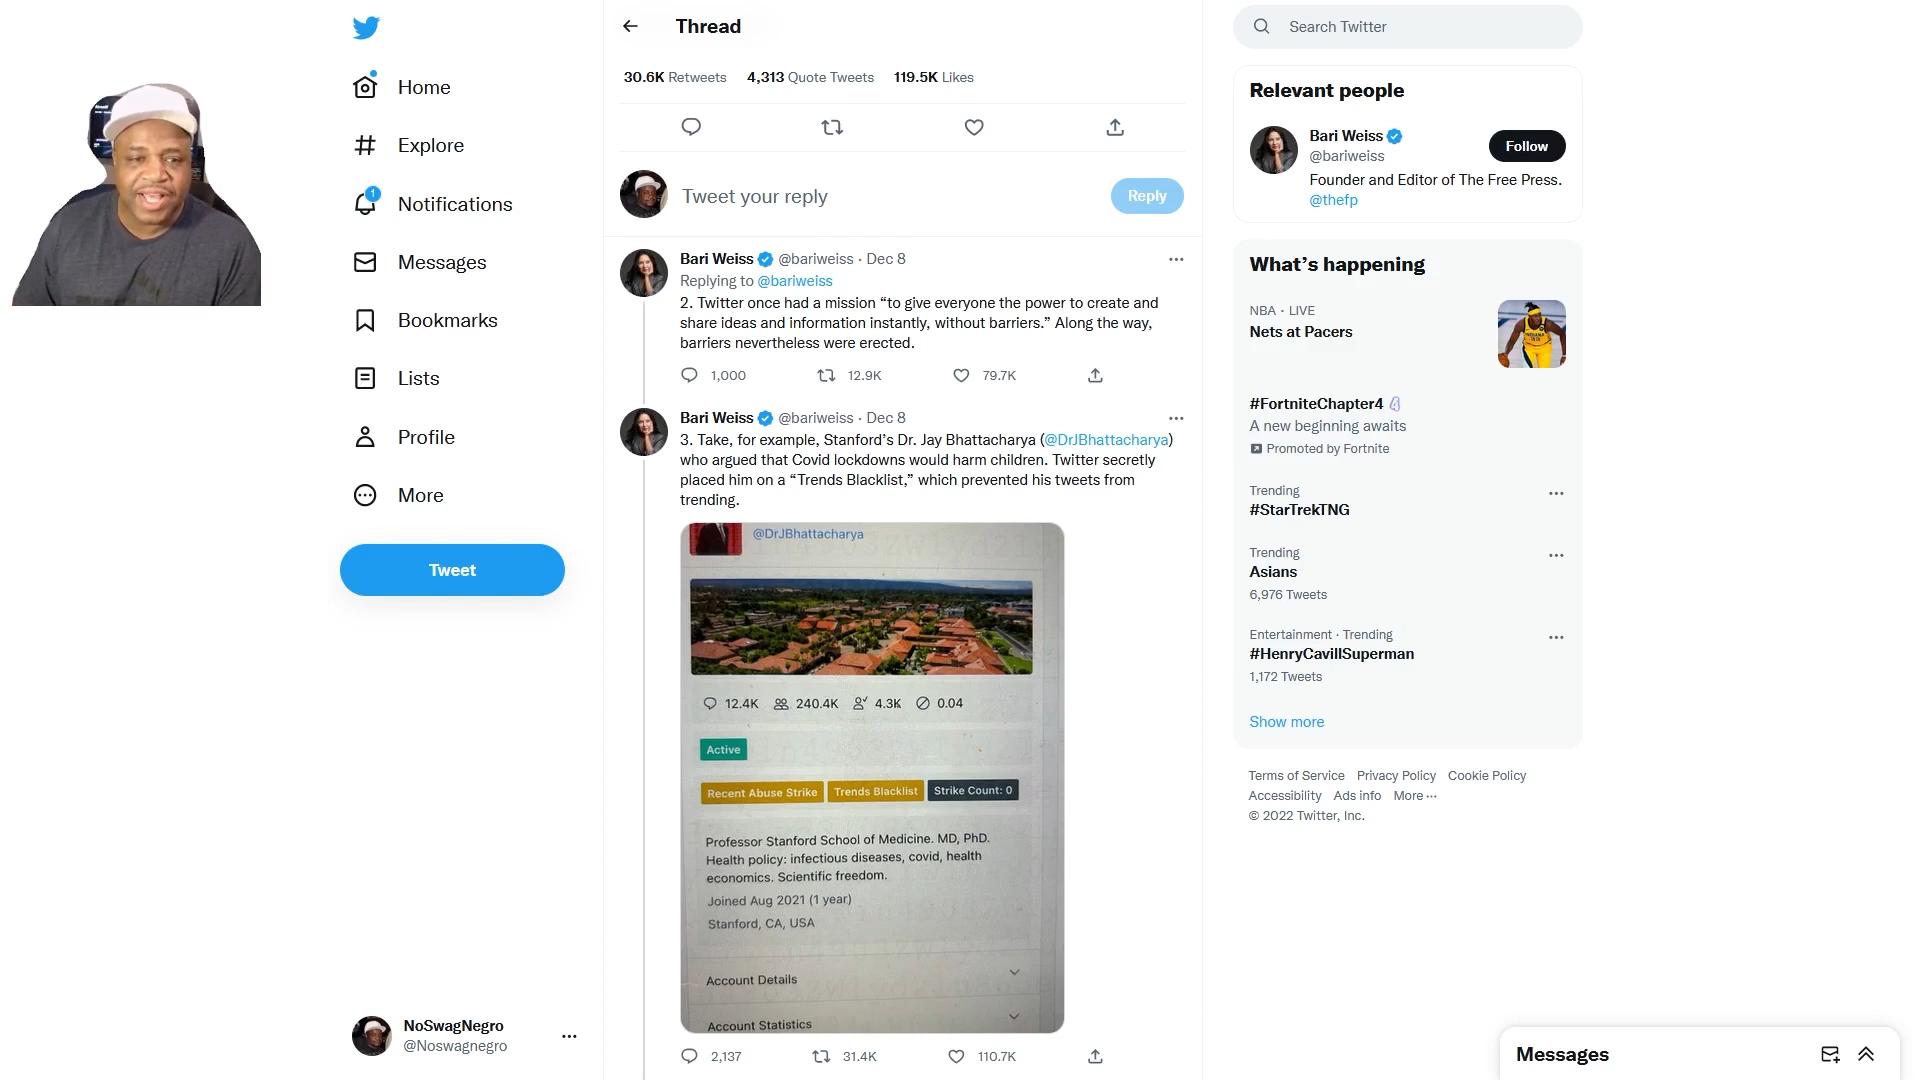 Home
Explore
1
Notifications
Messages
Bookmarks
Lists
Profile
More
Tweet
NoSwagNegro
@Noswagnegro
Thread
30.6K Retweets 4,313 Quote Tweets 119.5K Likes
Tweet your reply
Reply
Bari Weiss @bariweiss · Dec 8
Replying to @bariweiss
2. Twitter once had a mission “to give everyone the power to create and
share ideas and information instantly, without barriers.” Along the way,
barriers nevertheless were erected.
1,000 12.9K 79.7K
Bari Weiss @bariweiss · Dec 8
3. Take, for example, Stanford’s Dr. Jay Bhattacharya (@DrJBhattacharya)
who argued that Covid lockdowns would harm children. Twitter secretly
placed him on a “Trends Blacklist,” which prevented his tweets from
trending.
@DrJBhattacharya
12.4K 240.4K 4.3K 0.04
Active
Recent Abuse Strike Trends Blacklist Strike Count: 0
Professor Stanford School of Medicine. MD, PhD.
Health policy: infectious diseases, covid, health
economics. Scientific freedom.
Joined Aug 2021 (1 year)
Stanford, CA, USA
Account Details
Account Statistics
2,137 31.4K 110.7K
Search Twitter
Relevant people
Bari Weiss
@bariweiss
Follow
Founder and Editor of The Free Press.
@thefp
What’s happening
NBA · LIVE
Nets at Pacers
#FortniteChapter4
A new beginning awaits
Promoted by Fortnite
Trending
#StarTrekTNG
Trending
Asians
6,976 Tweets
Entertainment · Trending
#HenryCavillSuperman
1,172 Tweets
Show more
Terms of Service Privacy Policy Cookie Policy
Accessibility Ads info More ···
© 2022 Twitter, Inc.
Messages